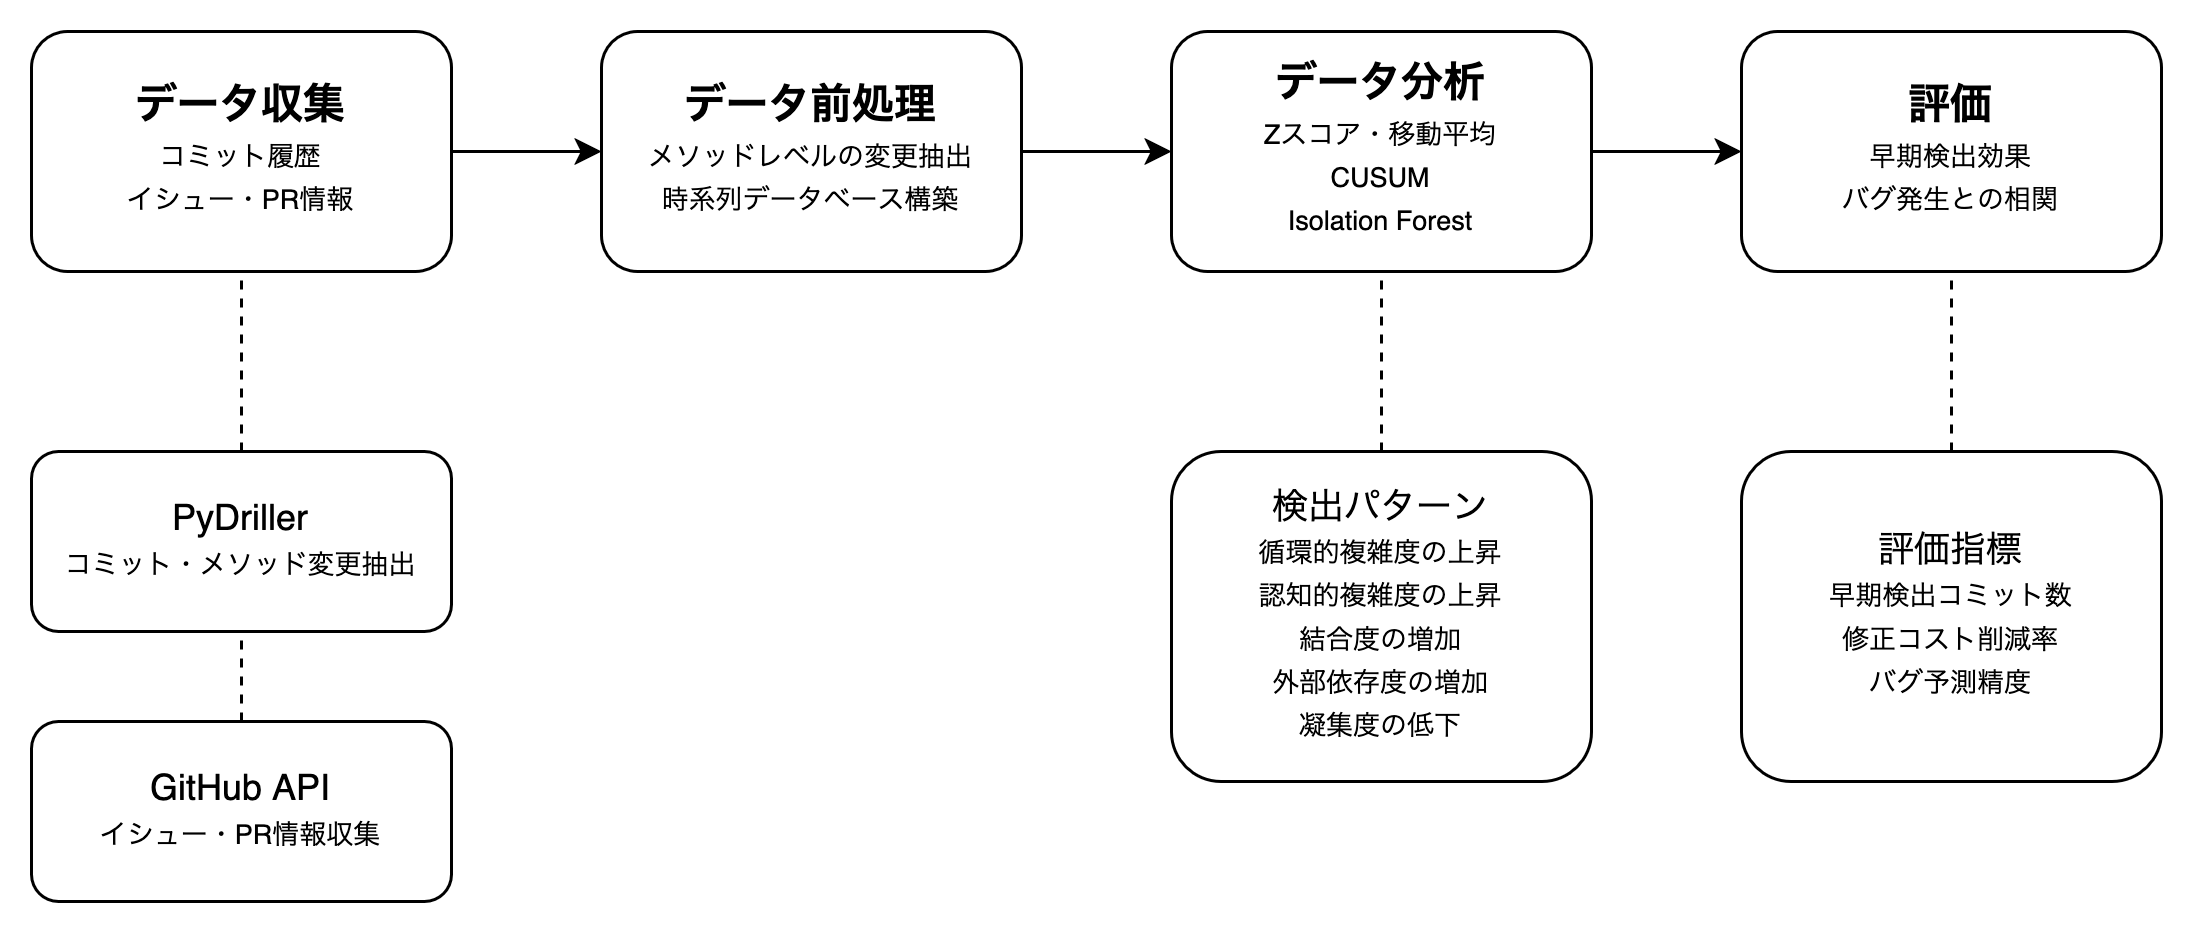 データ収集
コミット履歴
イシュー・PR情報
データ前処理
メソッドレベルの変更抽出
時系列データベース構築
データ分析
Zスコア・移動平均
CUSUM
Isolation Forest
評価
早期検出効果
バグ発生との相関
PyDriller
コミット・メソッド変更抽出
GitHub API
イシュー・PR情報収集
検出パターン
循環的複雑度の上昇
認知的複雑度の上昇
結合度の増加
外部依存度の増加
凝集度の低下
評価指標
早期検出コミット数
修正コスト削減率
バグ予測精度